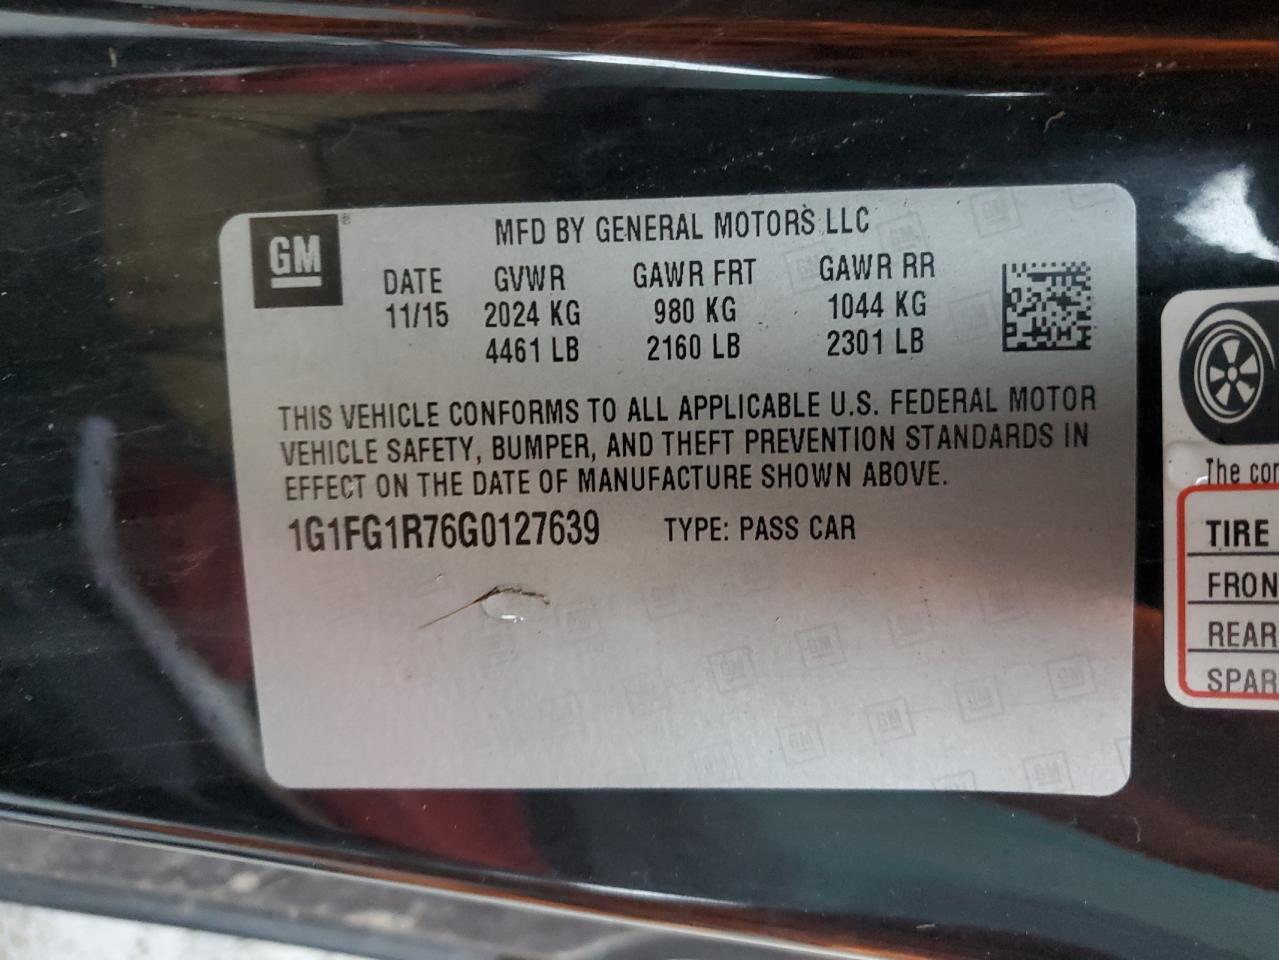 GM
®
MFD BY GENERAL MOTORS LLC
DATE GVWR GAWR FRT GAWR RR
11/15 2024 KG 980 KG 1044 KG
4461 LB 2160 LB 2301 LB
THIS VEHICLE CONFORMS TO ALL APPLICABLE U.S. FEDERAL MOTOR
VEHICLE SAFETY, BUMPER, AND THEFT PREVENTION STANDARDS IN
EFFECT ON THE DATE OF MANUFACTURE SHOWN ABOVE.
1G1FG1R76G0127639 TYPE: PASS CAR
The com
TIRE
FRON
REAR
SPAR